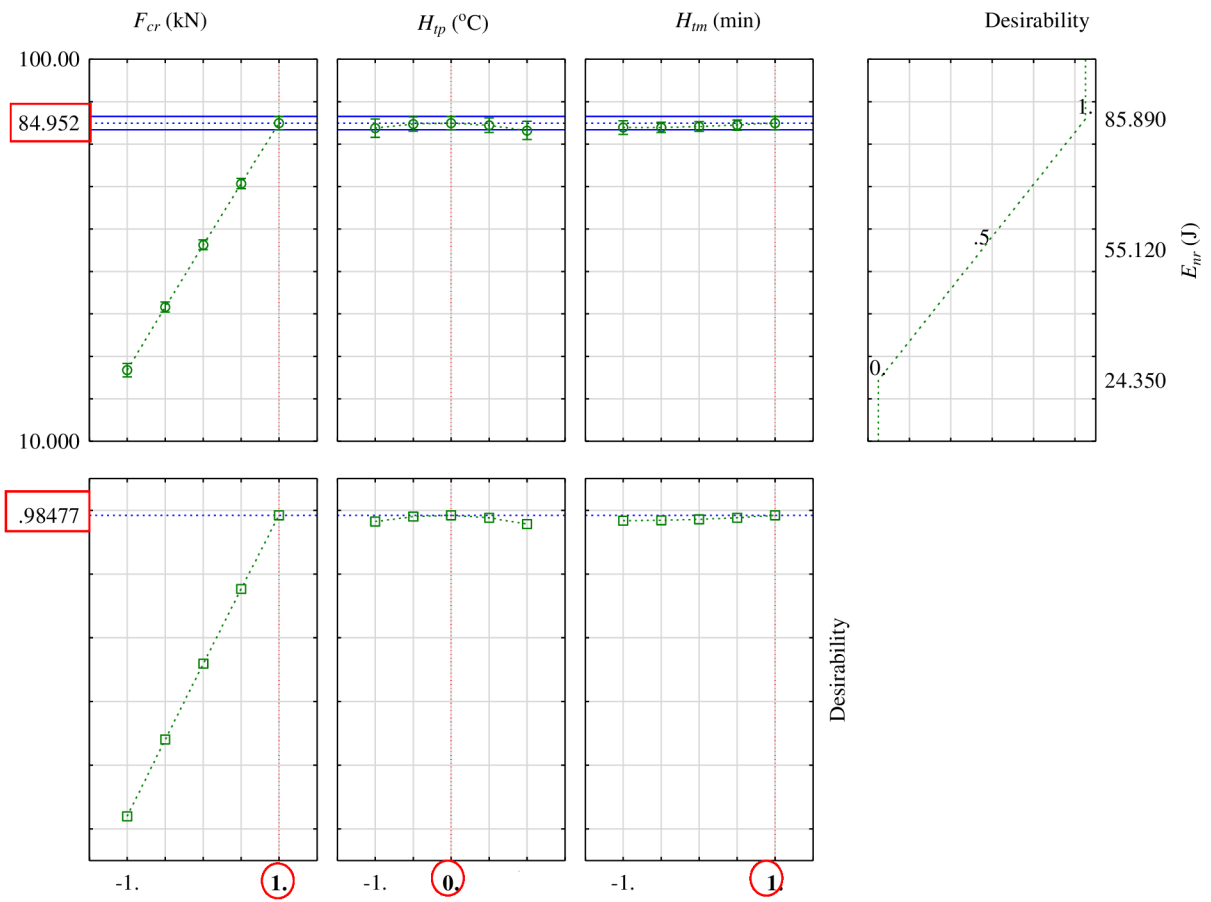 F_cr (kN)
H_tp (°C)
H_tm (min)
Desirability
100.00
84.952
10.000
1.
.5
0.
85.890
55.120
24.350
E_nr (J)
.98477
Desirability
-1.
1.
-1.
0.
-1.
1.